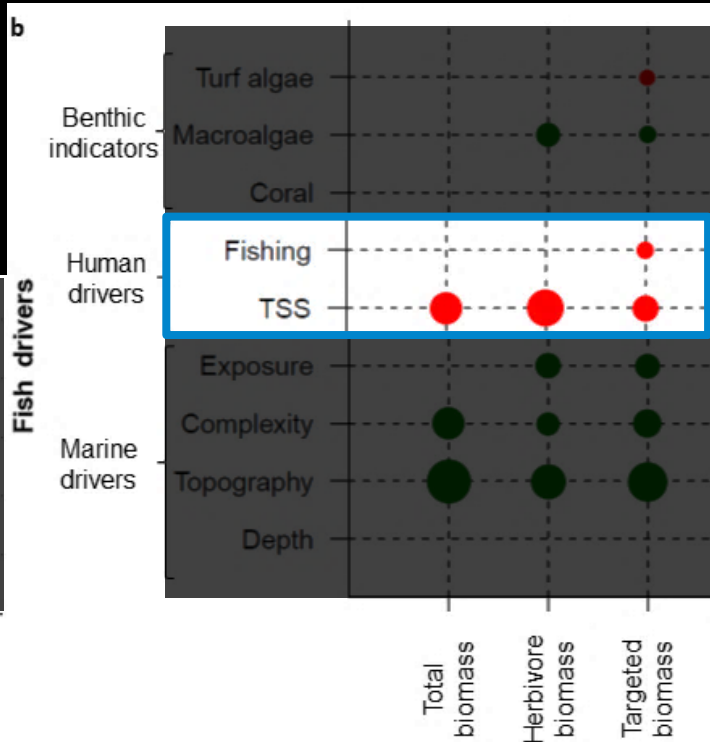 b
Fish drivers
Benthic
indicators
Turf algae
Macroalgae
Coral
Human
drivers
Fishing
TSS
Marine
drivers
Exposure
Complexity
Topography
Depth
Total
biomass
Herbivore
biomass
Targeted
biomass